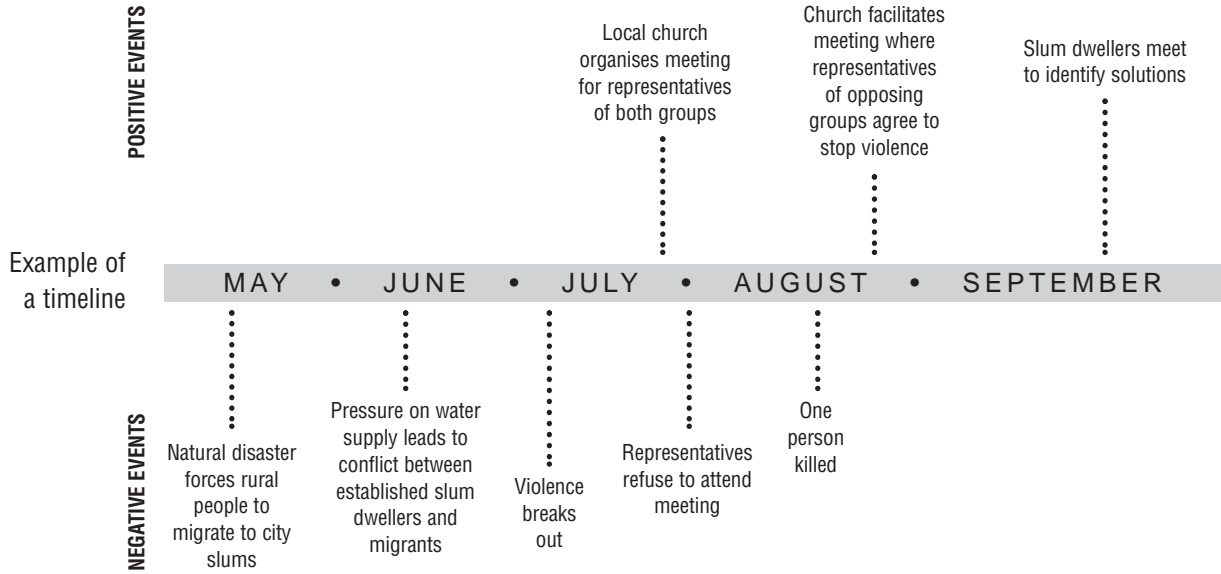 POSITIVE EVENTS
Local church
organises meeting
for representatives
of both groups
Church facilitates
meeting where
representatives
of opposing
groups agree to
stop violence
Slum dwellers meet
to identify solutions
Example of
a timeline
MAY • JUNE • JULY • AUGUST • SEPTEMBER
NEGATIVE EVENTS
Natural disaster
forces rural
people to
migrate to city
slums
Pressure on water
supply leads to
conflict between
established slum
dwellers and
migrants
Violence
breaks
out
Representatives
refuse to attend
meeting
One
person
killed